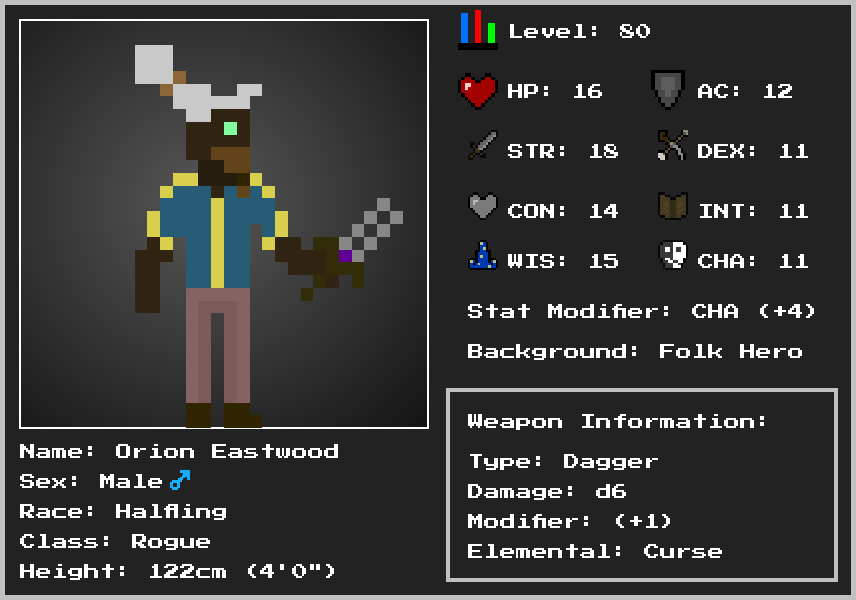 Level: 80
HP: 16
AC: 12
STR: 18
DEX: 11
CON: 14
INT: 11
WIS: 15
CHA: 11
Stat Modifier: CHA (+4)
Background: Folk Hero
Weapon Information:
Type: Dagger
Damage: d6
Modifier: (+1)
Elemental: Curse
Name: Orion Eastwood
Sex: Male♂
Race: Halfling
Class: Rogue
Height: 122cm (4'0")